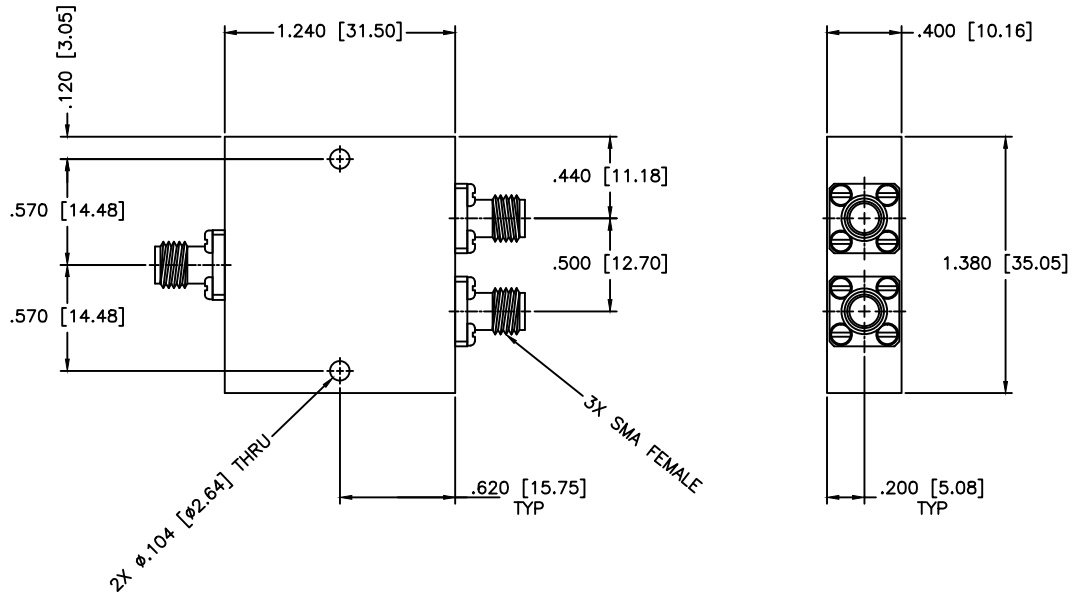 1.240 [31.50]
.400 [10.16]
.120 [3.05]
.440 [11.18]
.570 [14.48]
.500 [12.70]
1.380 [35.05]
.570 [14.48]
3X SMA FEMALE
2X ø.104 [ø2.64] THRU
.620 [15.75]
TYP
.200 [5.08]
TYP